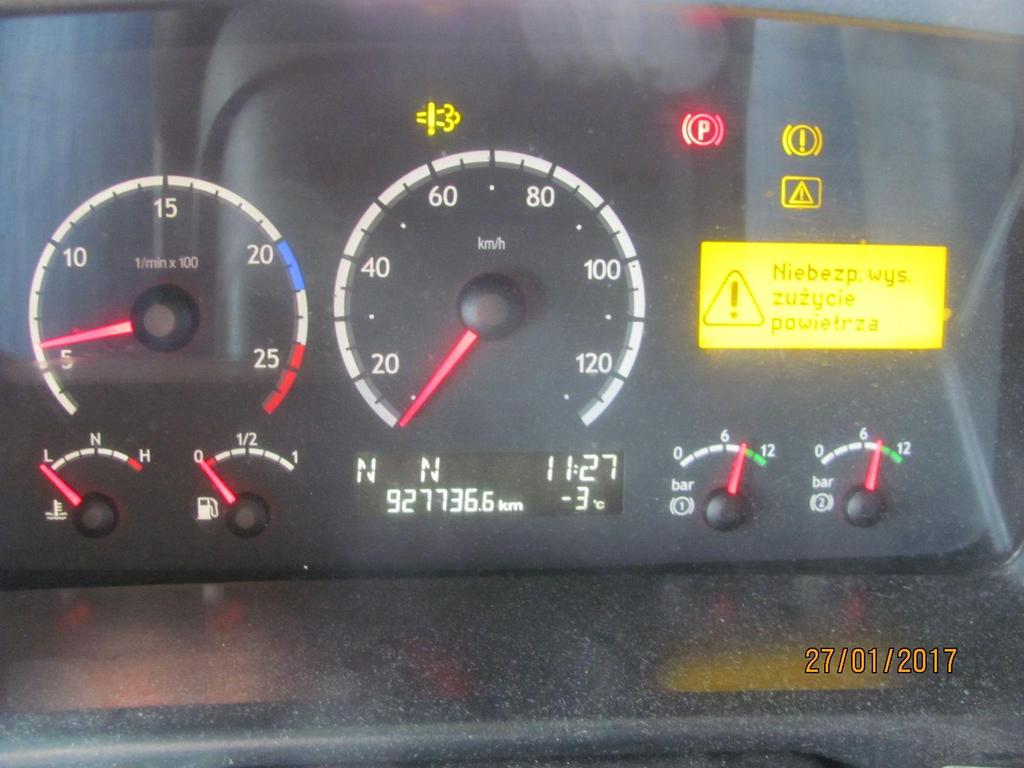 15
10
20
1/min x 100
5
25
60
80
km/h
40
100
20
120
P
Niebezp. wys.
zużycie
powietrza
L N H
0 1/2 1
N N 11:27
927736.6 km -3 °C
0 6 12
bar
1
0 6 12
bar
2
27/01/2017